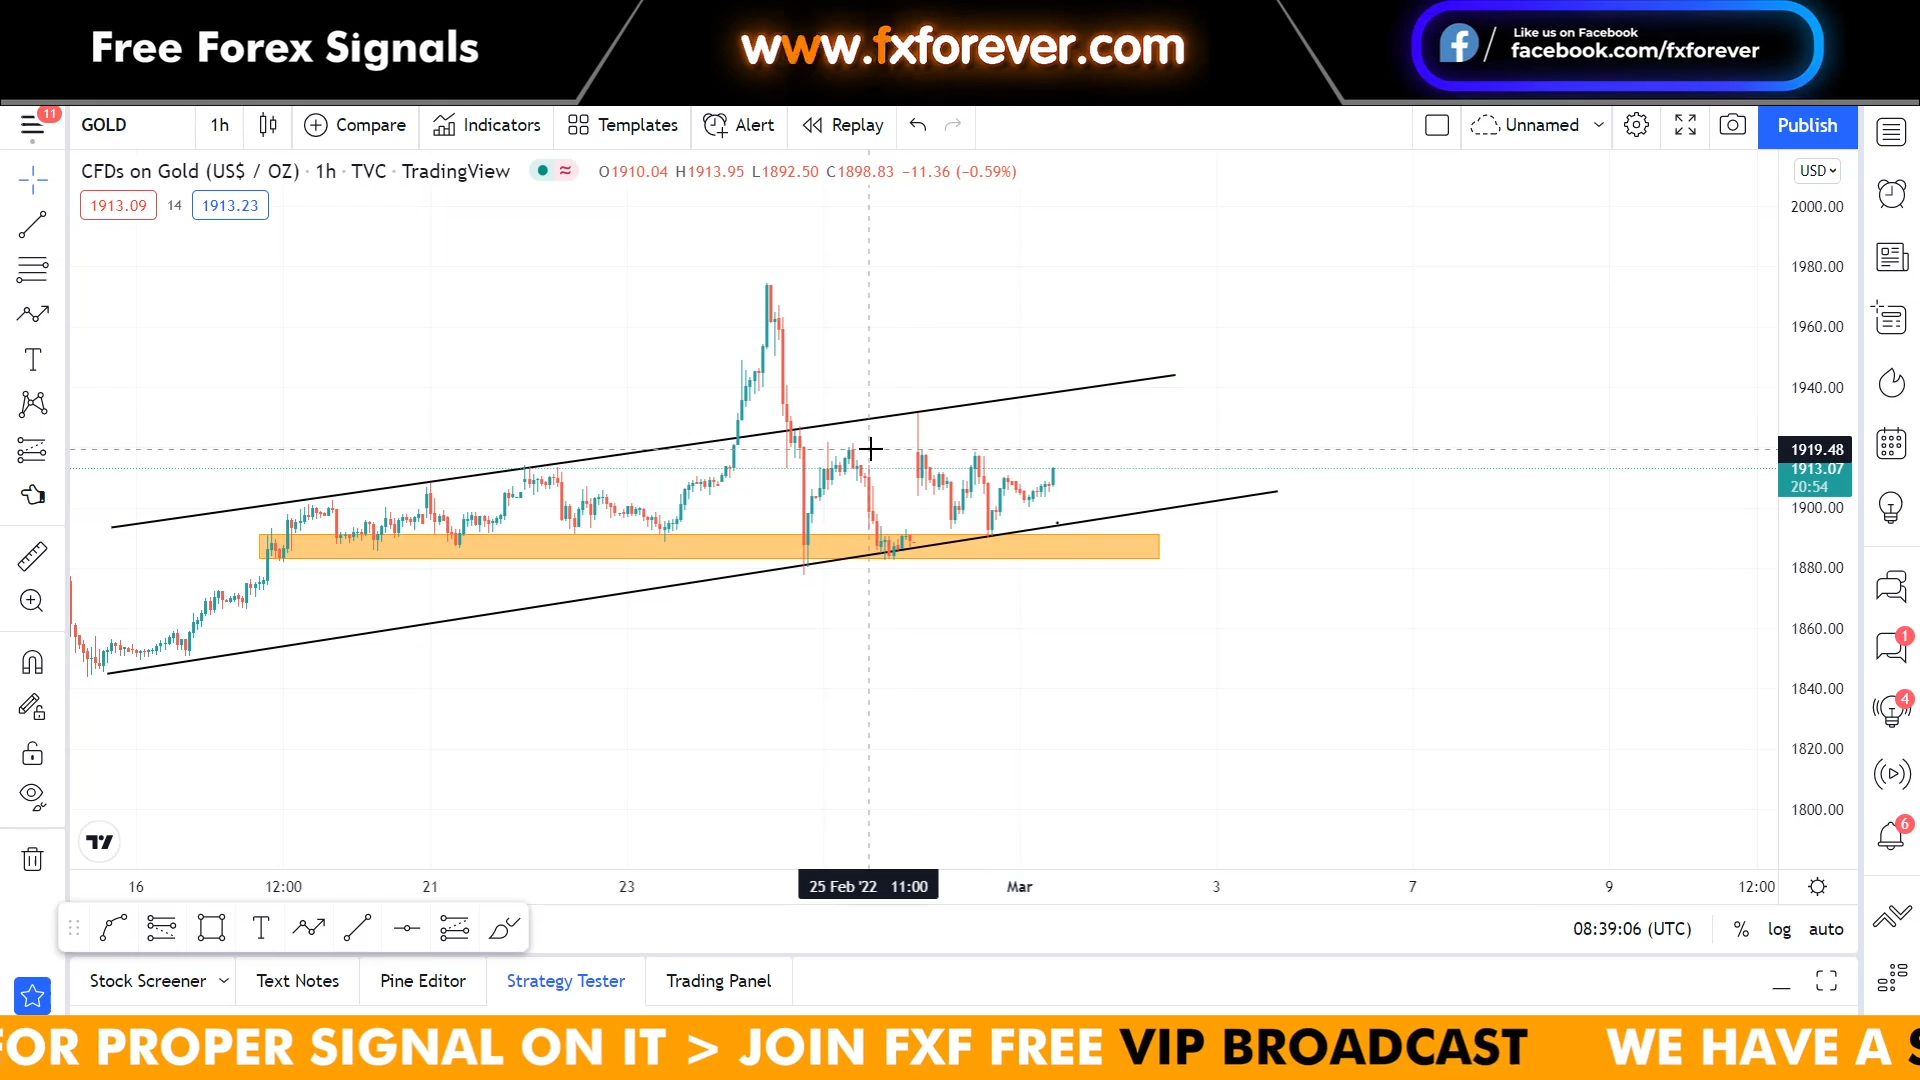 Free Forex Signals
www.fxforever.com
Like us on Facebook
facebook.com/fxforever
11
GOLD
1h
Compare
Indicators
Templates
Alert
Replay
Unnamed
Publish
CFDs on Gold (US$ / OZ) · 1h · TVC · TradingView
O1910.04 H1913.95 L1892.50 C1898.83 −11.36 (−0.59%)
USD
1913.09
14
1913.23
2000.00
1980.00
1960.00
1940.00
1919.48
1913.07
20:54
1900.00
1880.00
1860.00
1840.00
1820.00
1800.00
1
4
6
16
12:00
21
23
25 Feb '22 11:00
Mar
3
7
9
12:00
08:39:06 (UTC)
%
log
auto
Stock Screener
Text Notes
Pine Editor
Strategy Tester
Trading Panel
FOR PROPER SIGNAL ON IT > JOIN FXF FREE VIP BROADCAST WE HAVE A S